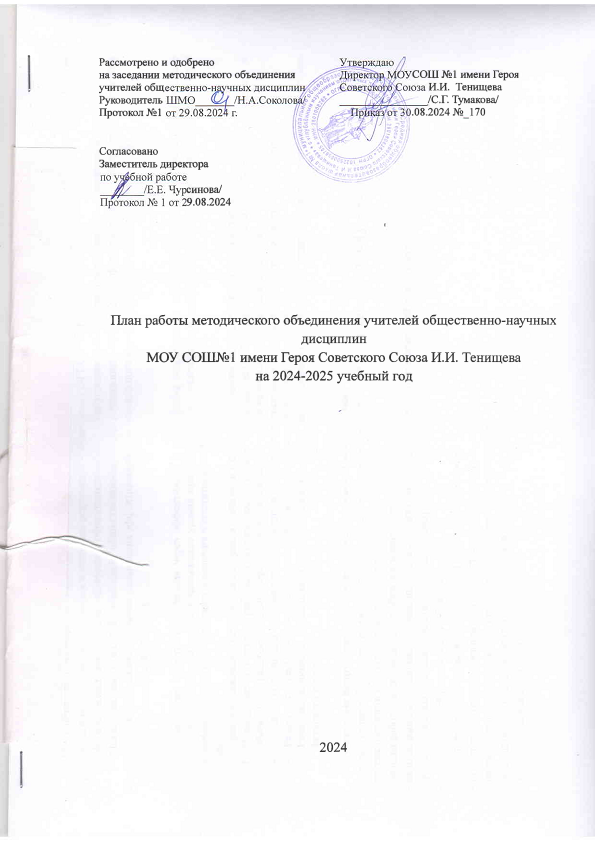 Рассмотрено и одобрено
на заседании методического объединения
учителей общественно-научных дисциплин
Руководитель ШМО_______/Н.А.Соколова/
Протокол №1 от 29.08.2024 г.
Утверждаю
Директор МОУСОШ №1 имени Героя
Советского Союза И.И. Тенищева
________________/С.Г. Тумакова/
Приказ от 30.08.2024 №_170
Согласовано
Заместитель директора
по учебной работе
________/Е.Е. Чурсинова/
Протокол № 1 от 29.08.2024
План работы методического объединения учителей общественно-научных
дисциплин
МОУ СОШ№1 имени Героя Советского Союза И.И. Тенищева
на 2024-2025 учебный год
2024